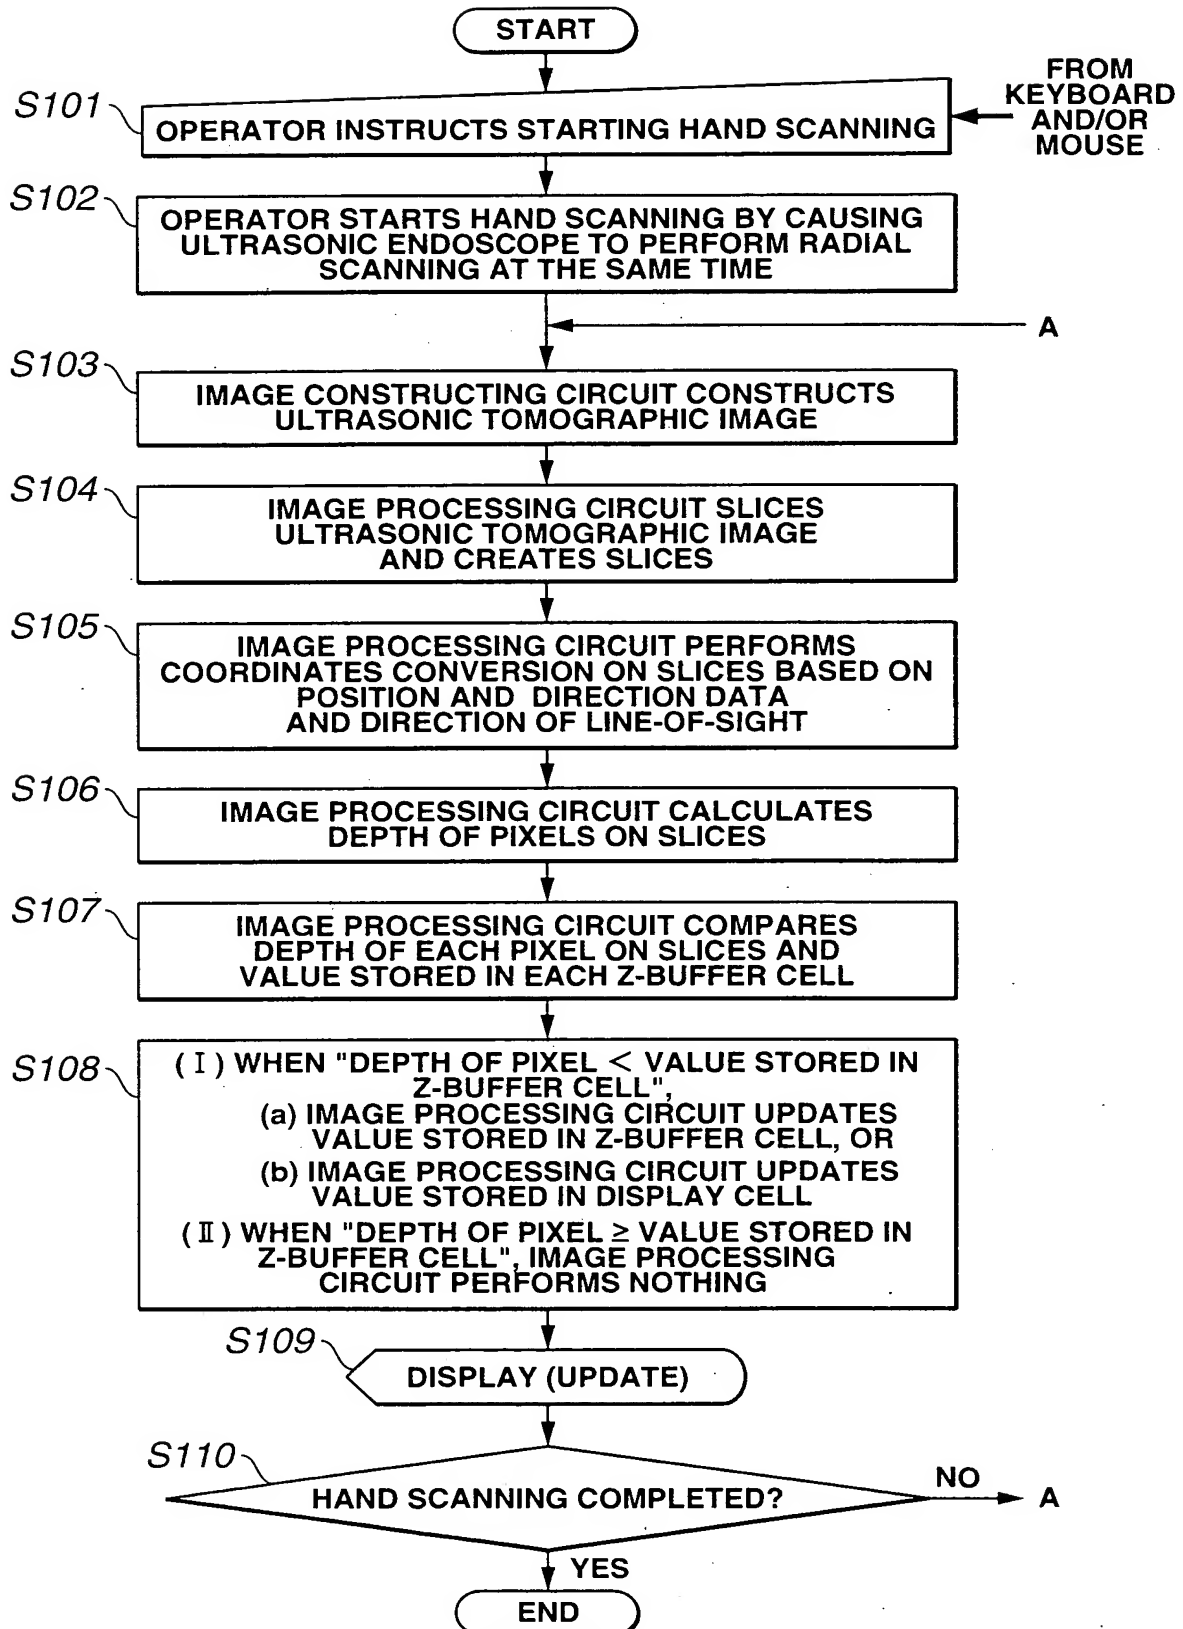 START
S101
OPERATOR INSTRUCTS STARTING HAND SCANNING
FROM
KEYBOARD
AND/OR
MOUSE
S102
OPERATOR STARTS HAND SCANNING BY CAUSING
ULTRASONIC ENDOSCOPE TO PERFORM RADIAL
SCANNING AT THE SAME TIME
A
S103
IMAGE CONSTRUCTING CIRCUIT CONSTRUCTS
ULTRASONIC TOMOGRAPHIC IMAGE
S104
IMAGE PROCESSING CIRCUIT SLICES
ULTRASONIC TOMOGRAPHIC IMAGE
AND CREATES SLICES
S105
IMAGE PROCESSING CIRCUIT PERFORMS
COORDINATES CONVERSION ON SLICES BASED ON
POSITION AND DIRECTION DATA
AND DIRECTION OF LINE-OF-SIGHT
S106
IMAGE PROCESSING CIRCUIT CALCULATES
DEPTH OF PIXELS ON SLICES
S107
IMAGE PROCESSING CIRCUIT COMPARES
DEPTH OF EACH PIXEL ON SLICES AND
VALUE STORED IN EACH Z-BUFFER CELL
S108
(Ⅰ) WHEN "DEPTH OF PIXEL < VALUE STORED IN
Z-BUFFER CELL",
(a) IMAGE PROCESSING CIRCUIT UPDATES
VALUE STORED IN Z-BUFFER CELL, OR
(b) IMAGE PROCESSING CIRCUIT UPDATES
VALUE STORED IN DISPLAY CELL
(Ⅱ) WHEN "DEPTH OF PIXEL ≥ VALUE STORED IN
Z-BUFFER CELL", IMAGE PROCESSING
CIRCUIT PERFORMS NOTHING
S109
DISPLAY (UPDATE)
S110
HAND SCANNING COMPLETED?
NO
A
YES
END